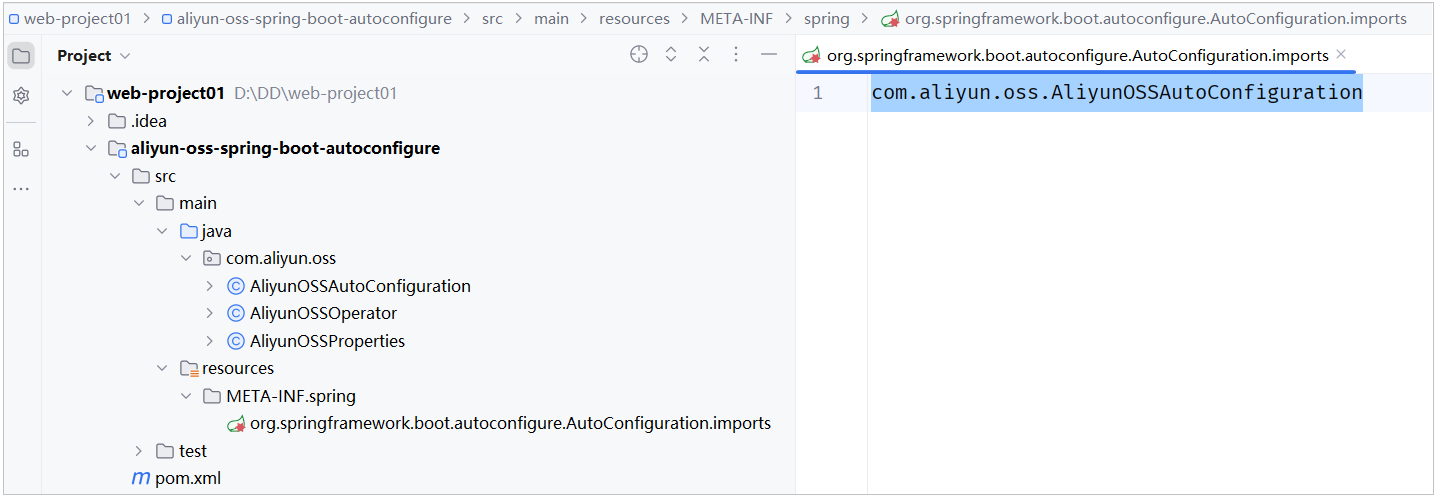 web-project01 > aliyun-oss-spring-boot-autoconfigure > src > main > resources > META-INF > spring > org.springframework.boot.autoconfigure.AutoConfiguration.imports
Project
web-project01 D:\DD\web-project01
.idea
aliyun-oss-spring-boot-autoconfigure
src
main
java
com.aliyun.oss
AliyunOSSAutoConfiguration
AliyunOSSOperator
AliyunOSSProperties
resources
META-INF.spring
org.springframework.boot.autoconfigure.AutoConfiguration.imports
test
pom.xml
org.springframework.boot.autoconfigure.AutoConfiguration.imports
1 com.aliyun.oss.AliyunOSSAutoConfiguration